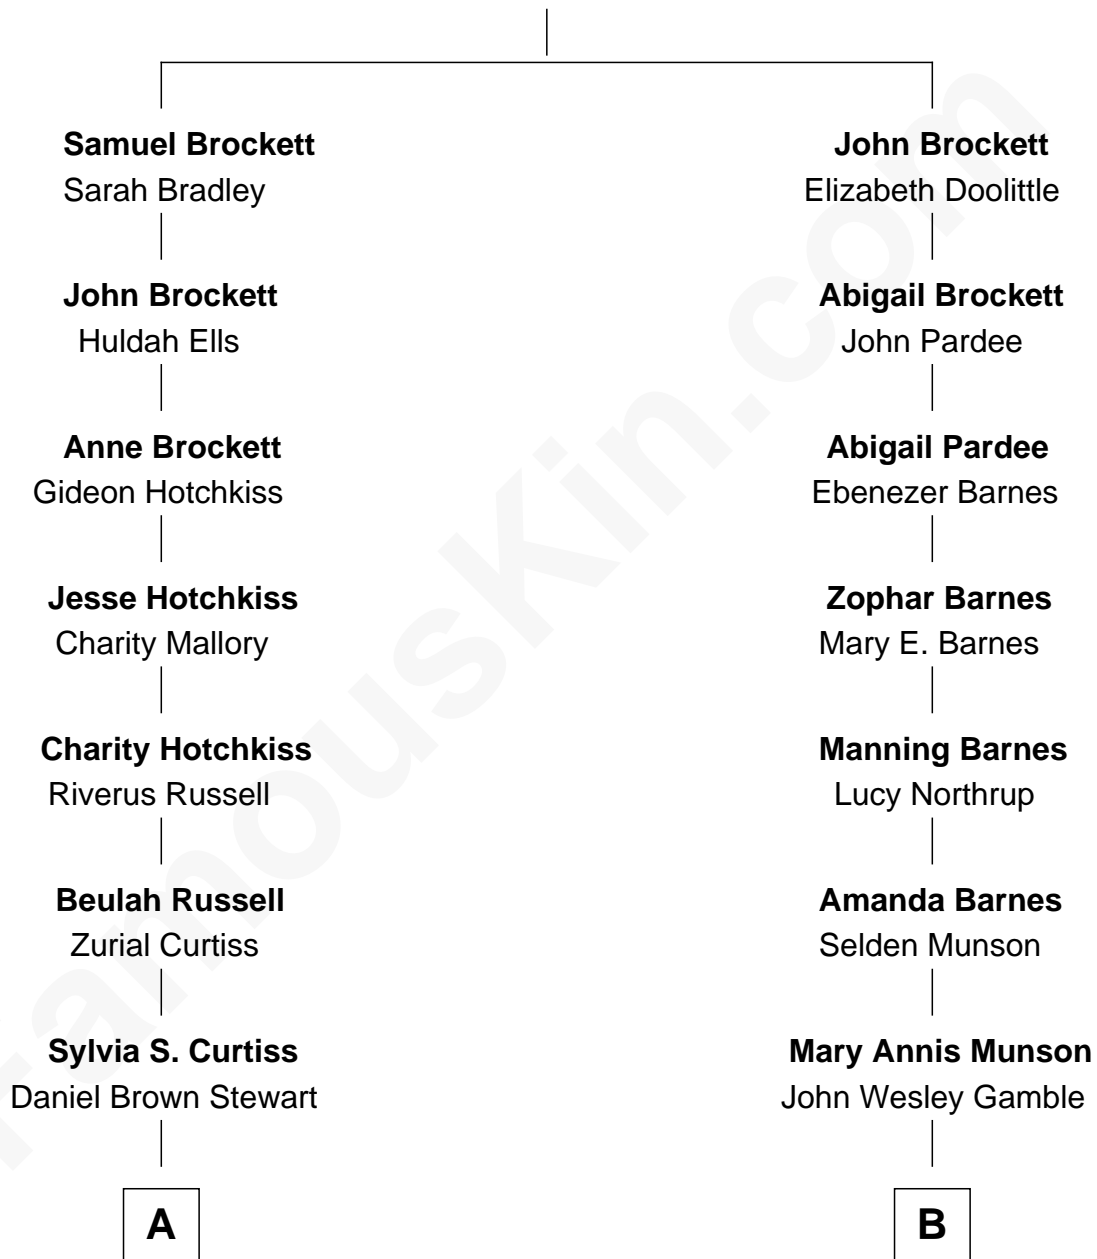 Samuel Brockett
Sarah Bradley
John Brockett
Huldah Ells
Anne Brockett
Gideon Hotchkiss
Jesse Hotchkiss
Charity Mallory
Charity Hotchkiss
Riverus Russell
Beulah Russell
Zurial Curtiss
Sylvia S. Curtiss
Daniel Brown Stewart
A
John Brockett
Elizabeth Doolittle
Abigail Brockett
John Pardee
Abigail Pardee
Ebenezer Barnes
Zophar Barnes
Mary E. Barnes
Manning Barnes
Lucy Northrup
Amanda Barnes
Selden Munson
Mary Annis Munson
John Wesley Gamble
B
FamousKin.com